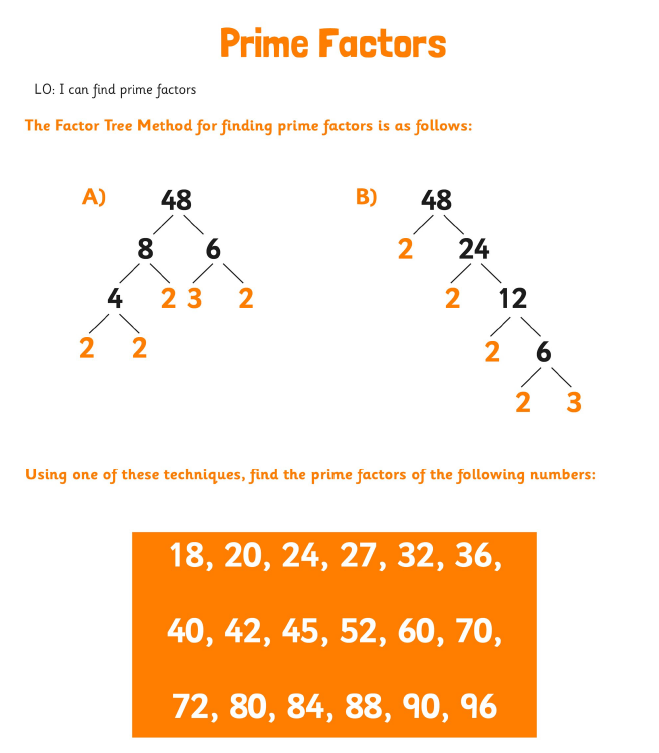 Prime Factors
LO: I can find prime factors
The Factor Tree Method for finding prime factors is as follows:
A) 48 B) 48
8 6 2 24
4 2 3 2 2 12
2 2 2 6
2 3
Using one of these techniques, find the prime factors of the following numbers:
18, 20, 24, 27, 32, 36,
40, 42, 45, 52, 60, 70,
72, 80, 84, 88, 90, 96